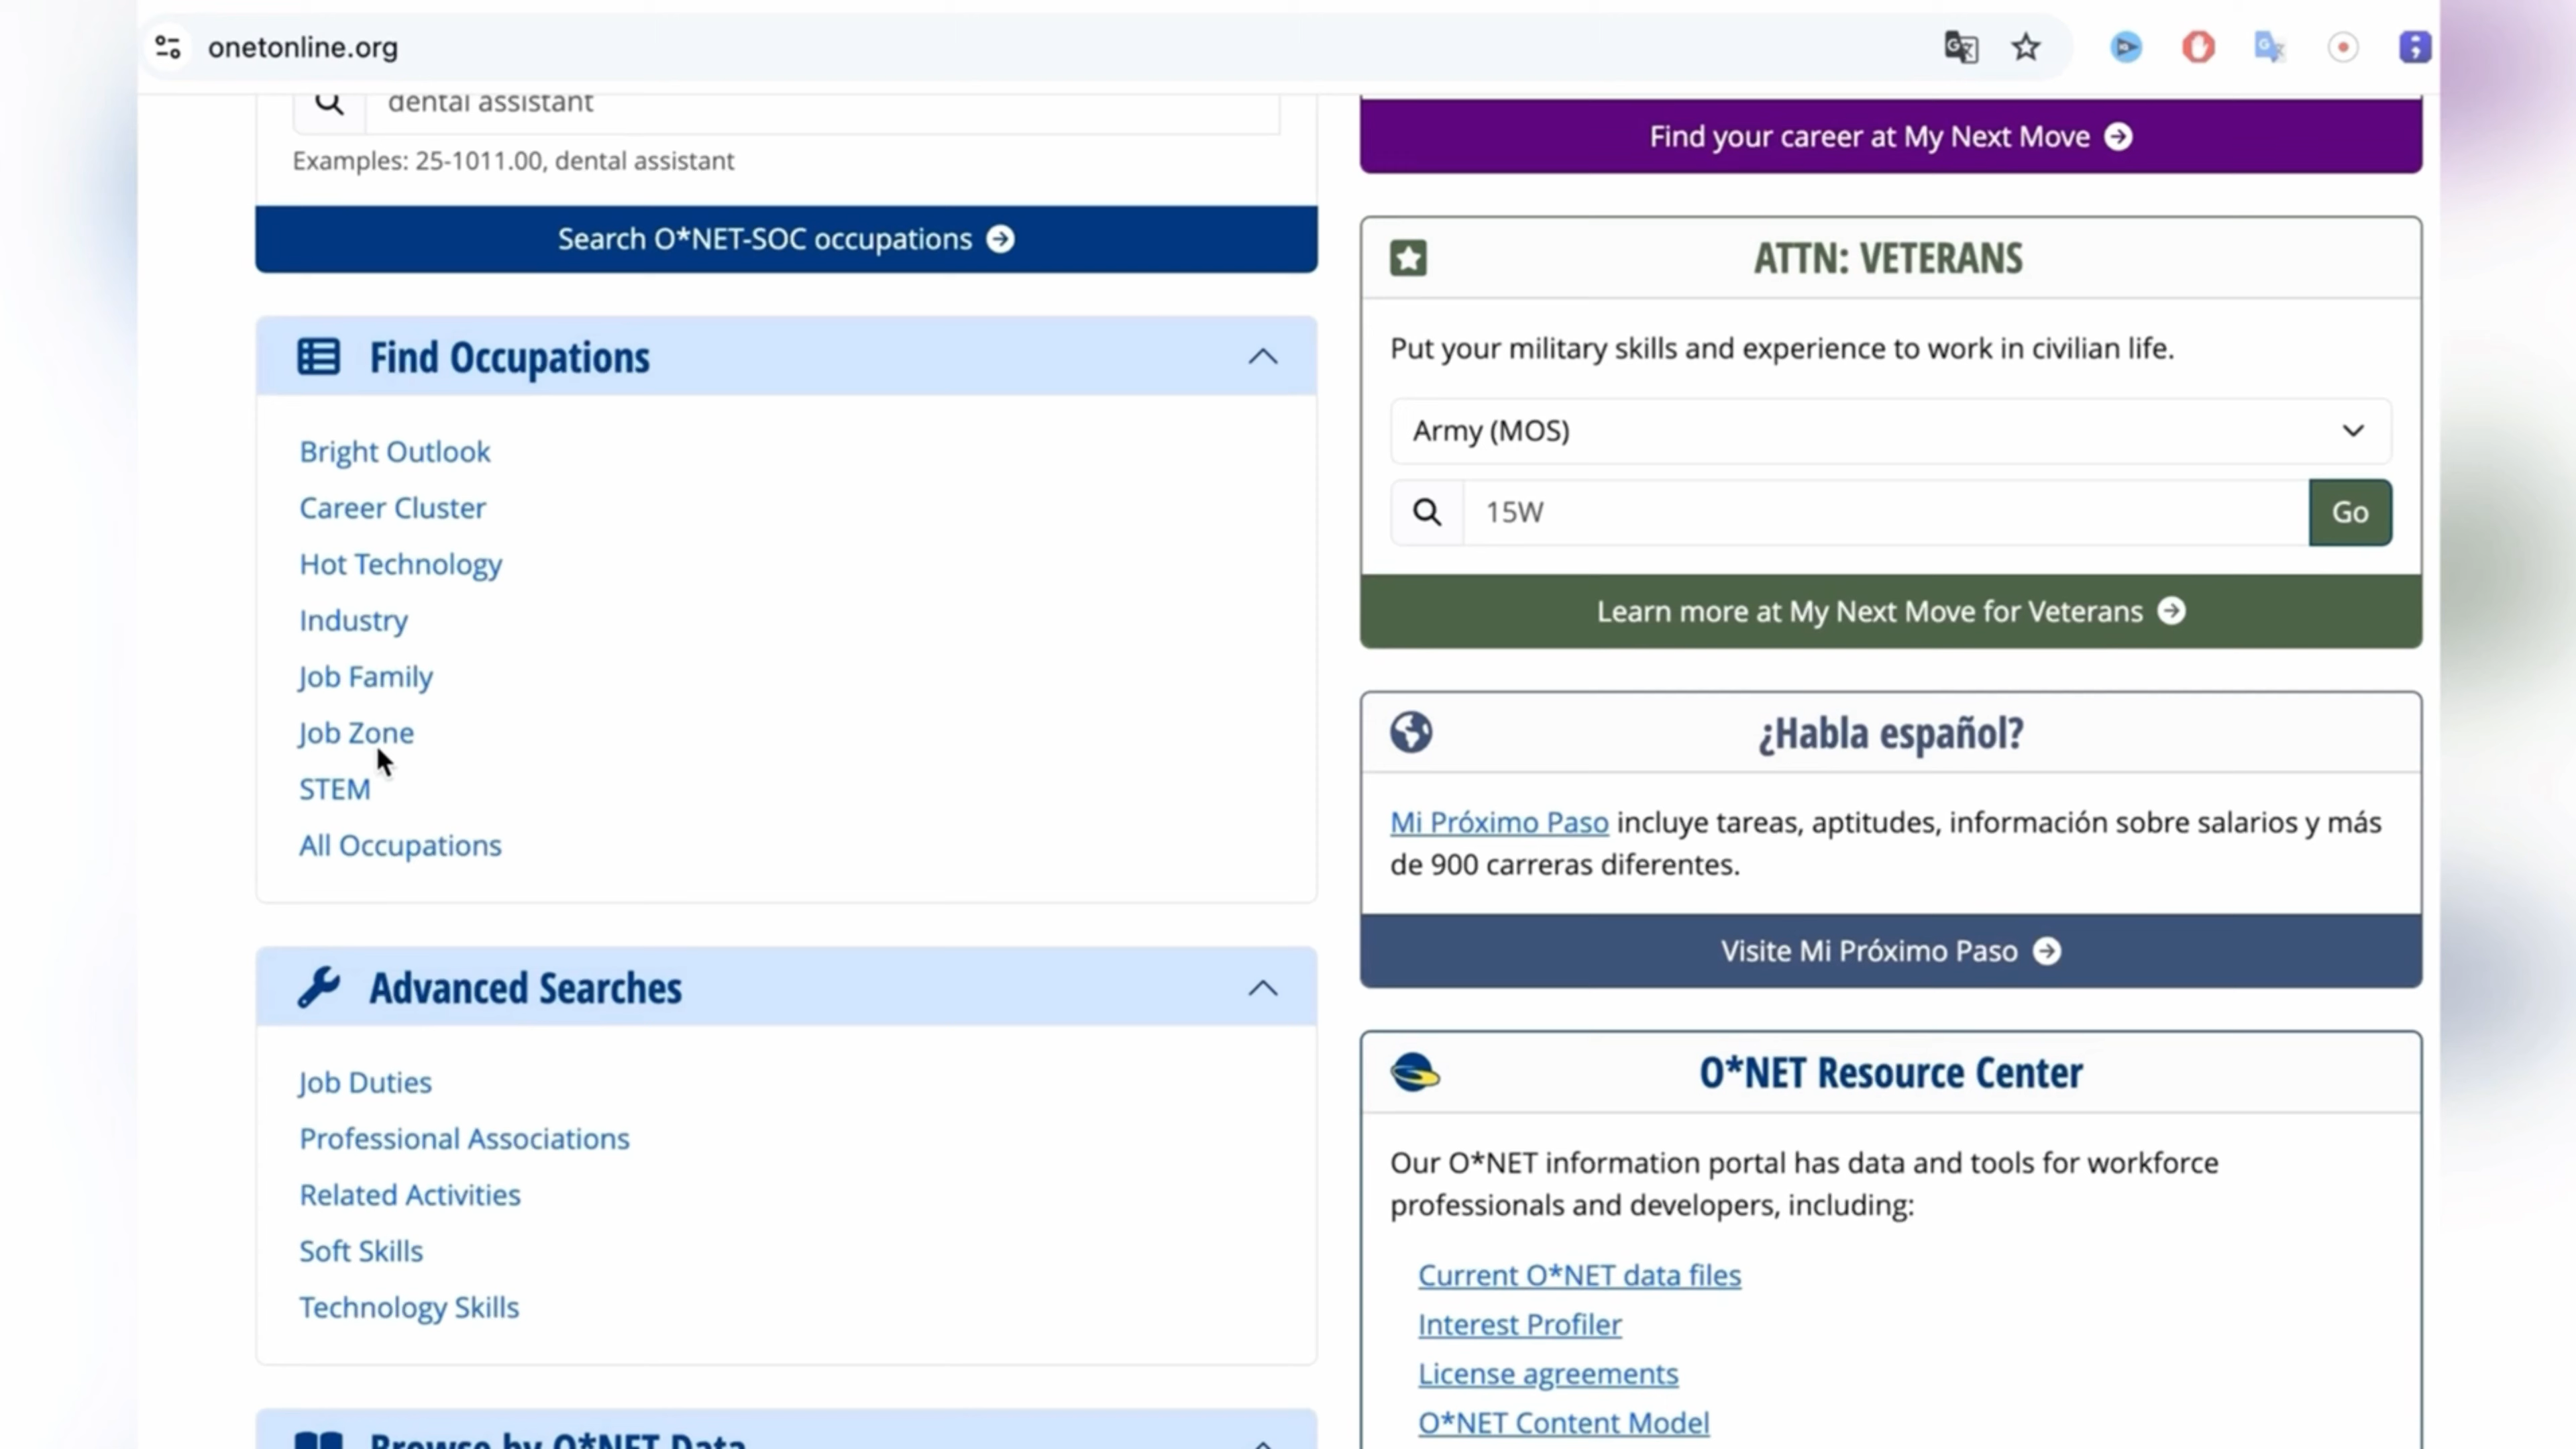 onetonline.org
dental assistant
Examples: 25-1011.00, dental assistant
Search O*NET-SOC occupations
Find Occupations
Bright Outlook
Career Cluster
Hot Technology
Industry
Job Family
Job Zone
STEM
All Occupations
Advanced Searches
Job Duties
Professional Associations
Related Activities
Soft Skills
Technology Skills
Browse by O*NET Data
Find your career at My Next Move
ATTN: VETERANS
Put your military skills and experience to work in civilian life.
Army (MOS)
15W
Go
Learn more at My Next Move for Veterans
¿Habla español?
Mi Próximo Paso incluye tareas, aptitudes, información sobre salarios y más
de 900 carreras diferentes.
Visite Mi Próximo Paso
O*NET Resource Center
Our O*NET information portal has data and tools for workforce
professionals and developers, including:
Current O*NET data files
Interest Profiler
License agreements
O*NET Content Model